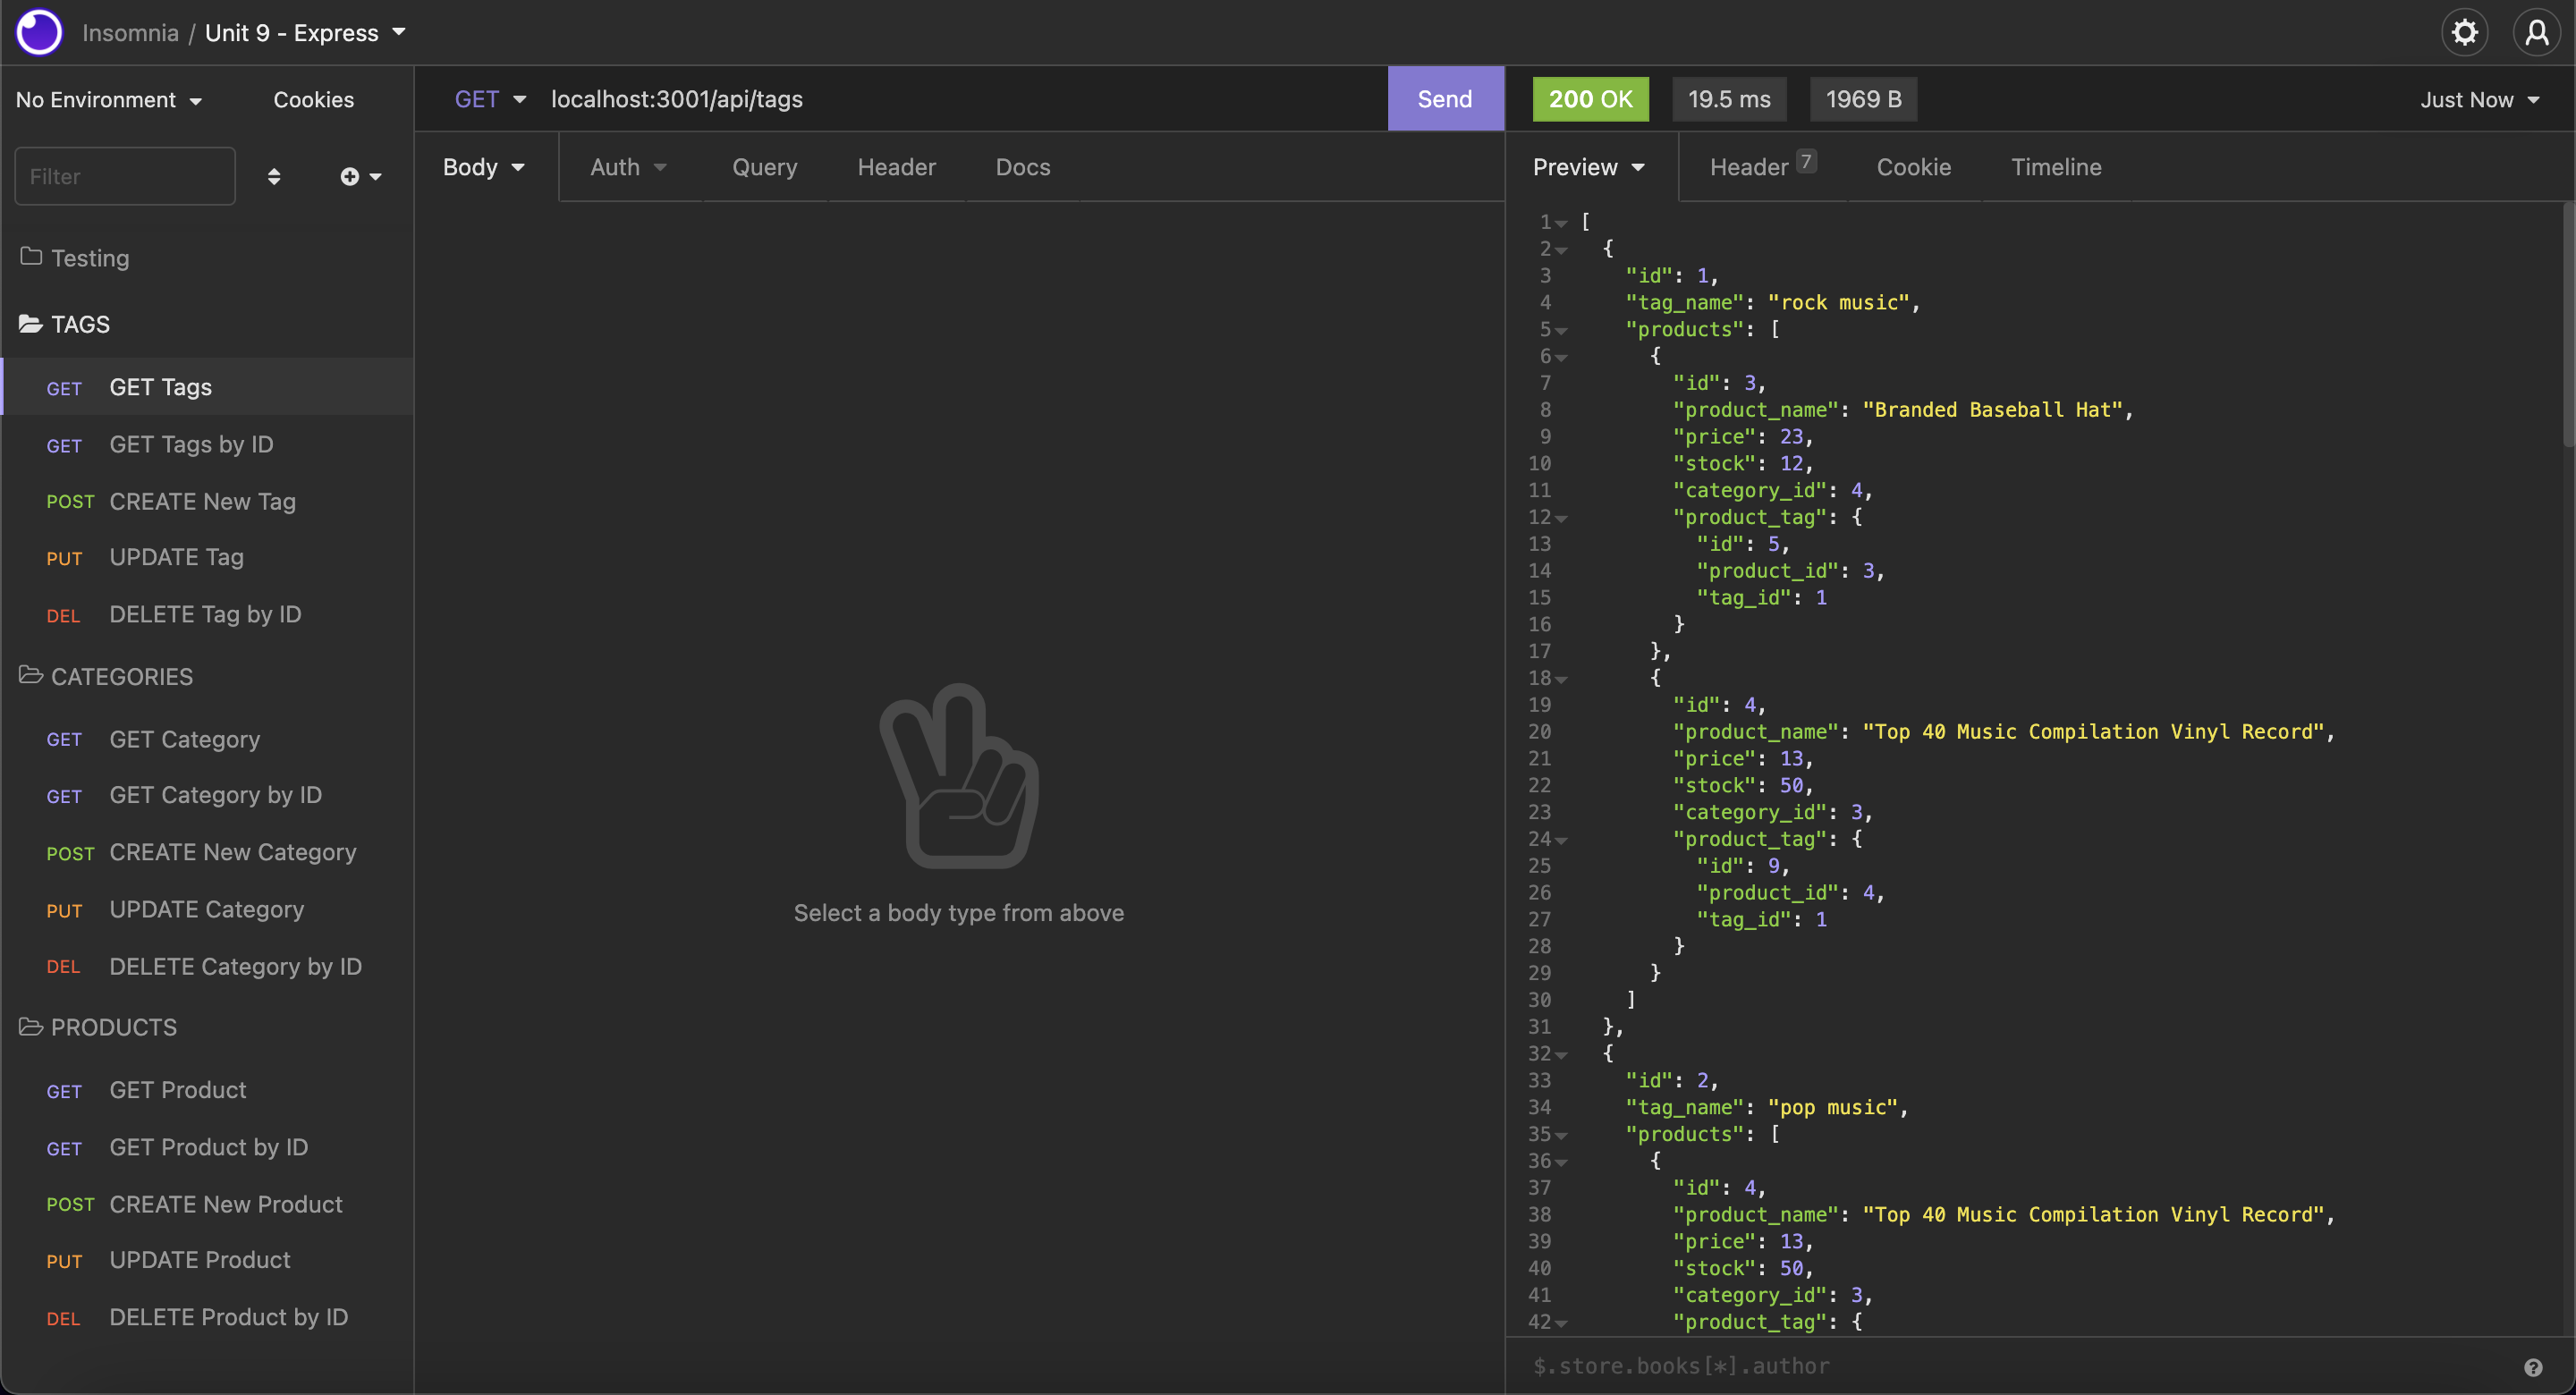 Insomnia / Unit 9 - Express
No Environment
Cookies
Filter
Testing
TAGS
GET GET Tags
GET GET Tags by ID
POST CREATE New Tag
PUT UPDATE Tag
DEL DELETE Tag by ID
CATEGORIES
GET GET Category
GET GET Category by ID
POST CREATE New Category
PUT UPDATE Category
DEL DELETE Category by ID
PRODUCTS
GET GET Product
GET GET Product by ID
POST CREATE New Product
PUT UPDATE Product
DEL DELETE Product by ID
GET localhost:3001/api/tags Send
Body Auth Query Header Docs
Select a body type from above
200 OK 19.5 ms 1969 B Just Now
Preview Header 7 Cookie Timeline
1 [
2 {
3 "id": 1,
4 "tag_name": "rock music",
5 "products": [
6 {
7 "id": 3,
8 "product_name": "Branded Baseball Hat",
9 "price": 23,
10 "stock": 12,
11 "category_id": 4,
12 "product_tag": {
13 "id": 5,
14 "product_id": 3,
15 "tag_id": 1
16 }
17 },
18 {
19 "id": 4,
20 "product_name": "Top 40 Music Compilation Vinyl Record",
21 "price": 13,
22 "stock": 50,
23 "category_id": 3,
24 "product_tag": {
25 "id": 9,
26 "product_id": 4,
27 "tag_id": 1
28 }
29 }
30 ]
31 },
32 {
33 "id": 2,
34 "tag_name": "pop music",
35 "products": [
36 {
37 "id": 4,
38 "product_name": "Top 40 Music Compilation Vinyl Record",
39 "price": 13,
40 "stock": 50,
41 "category_id": 3,
42 "product_tag": {
$.store.books[*].author ?